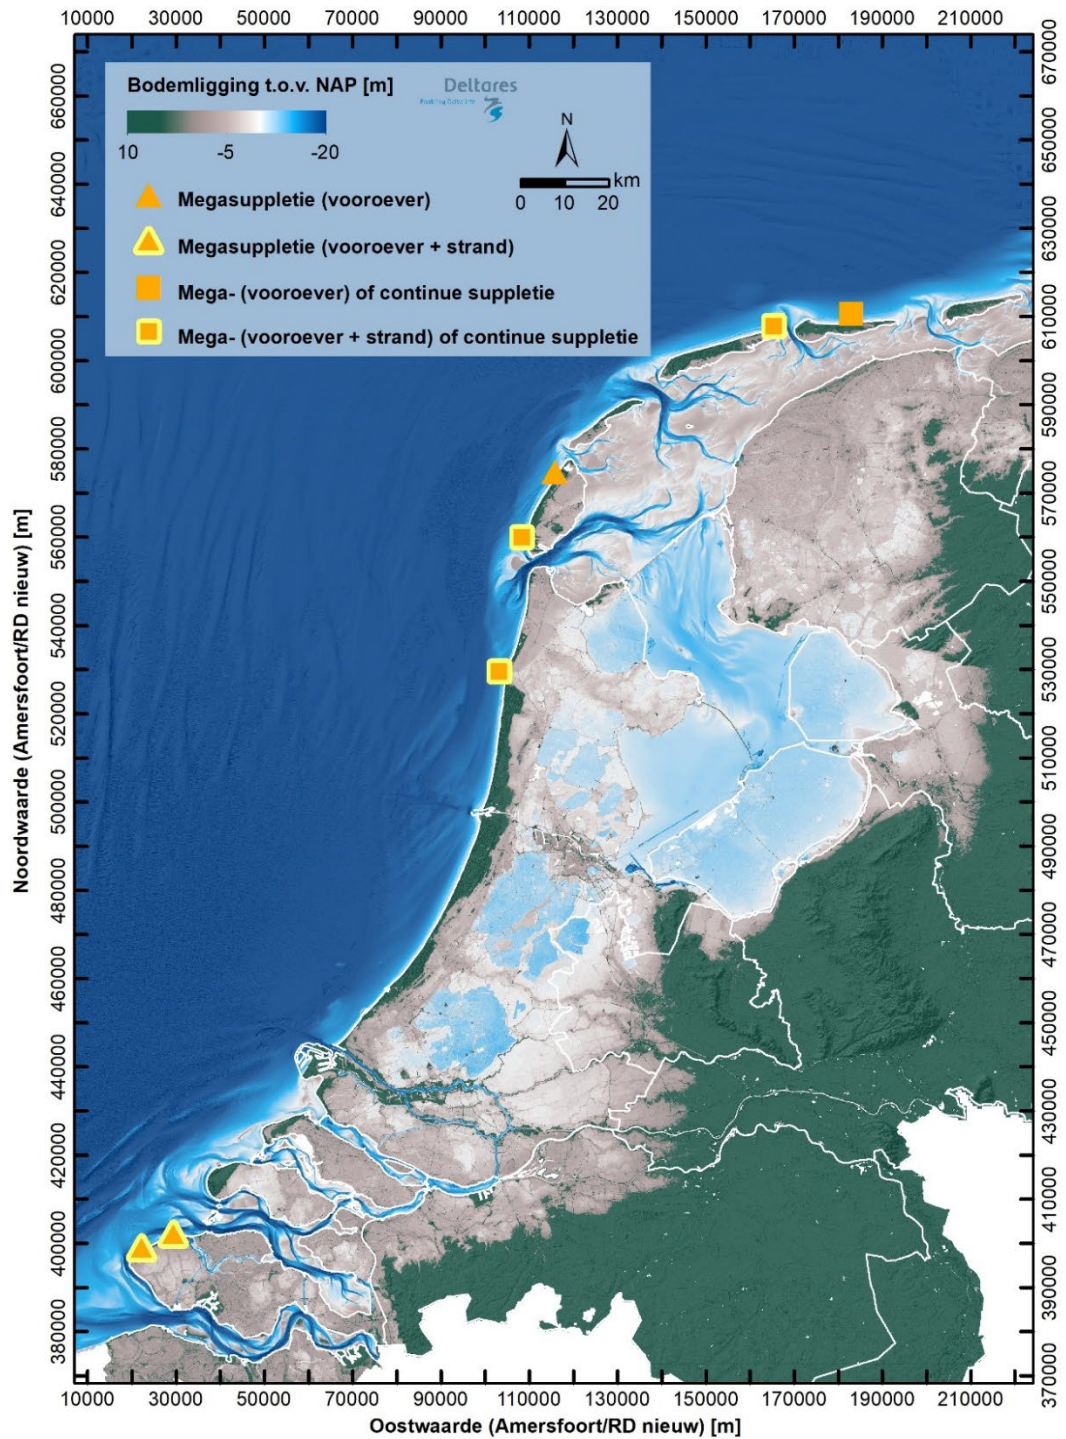 10000 30000 50000 70000 90000 110000 130000 150000 170000 190000 210000
Bodemligging t.o.v. NAP [m]
Deltares
Enabling Delta Life
10 -5 -20
N
km
0 10 20
Megasuppletie (vooroever)
Megasuppletie (vooroever + strand)
Mega- (vooroever) of continue suppletie
Mega- (vooroever + strand) of continue suppletie
Noordwaarde (Amersfoort/RD nieuw) [m]
660000
640000
620000
600000
580000
560000
540000
520000
500000
480000
460000
440000
420000
400000
380000
670000
650000
630000
610000
590000
570000
550000
530000
510000
490000
470000
450000
430000
410000
390000
370000
10000 30000 50000 70000 90000 110000 130000 150000 170000 190000 210000
Oostwaarde (Amersfoort/RD nieuw) [m]